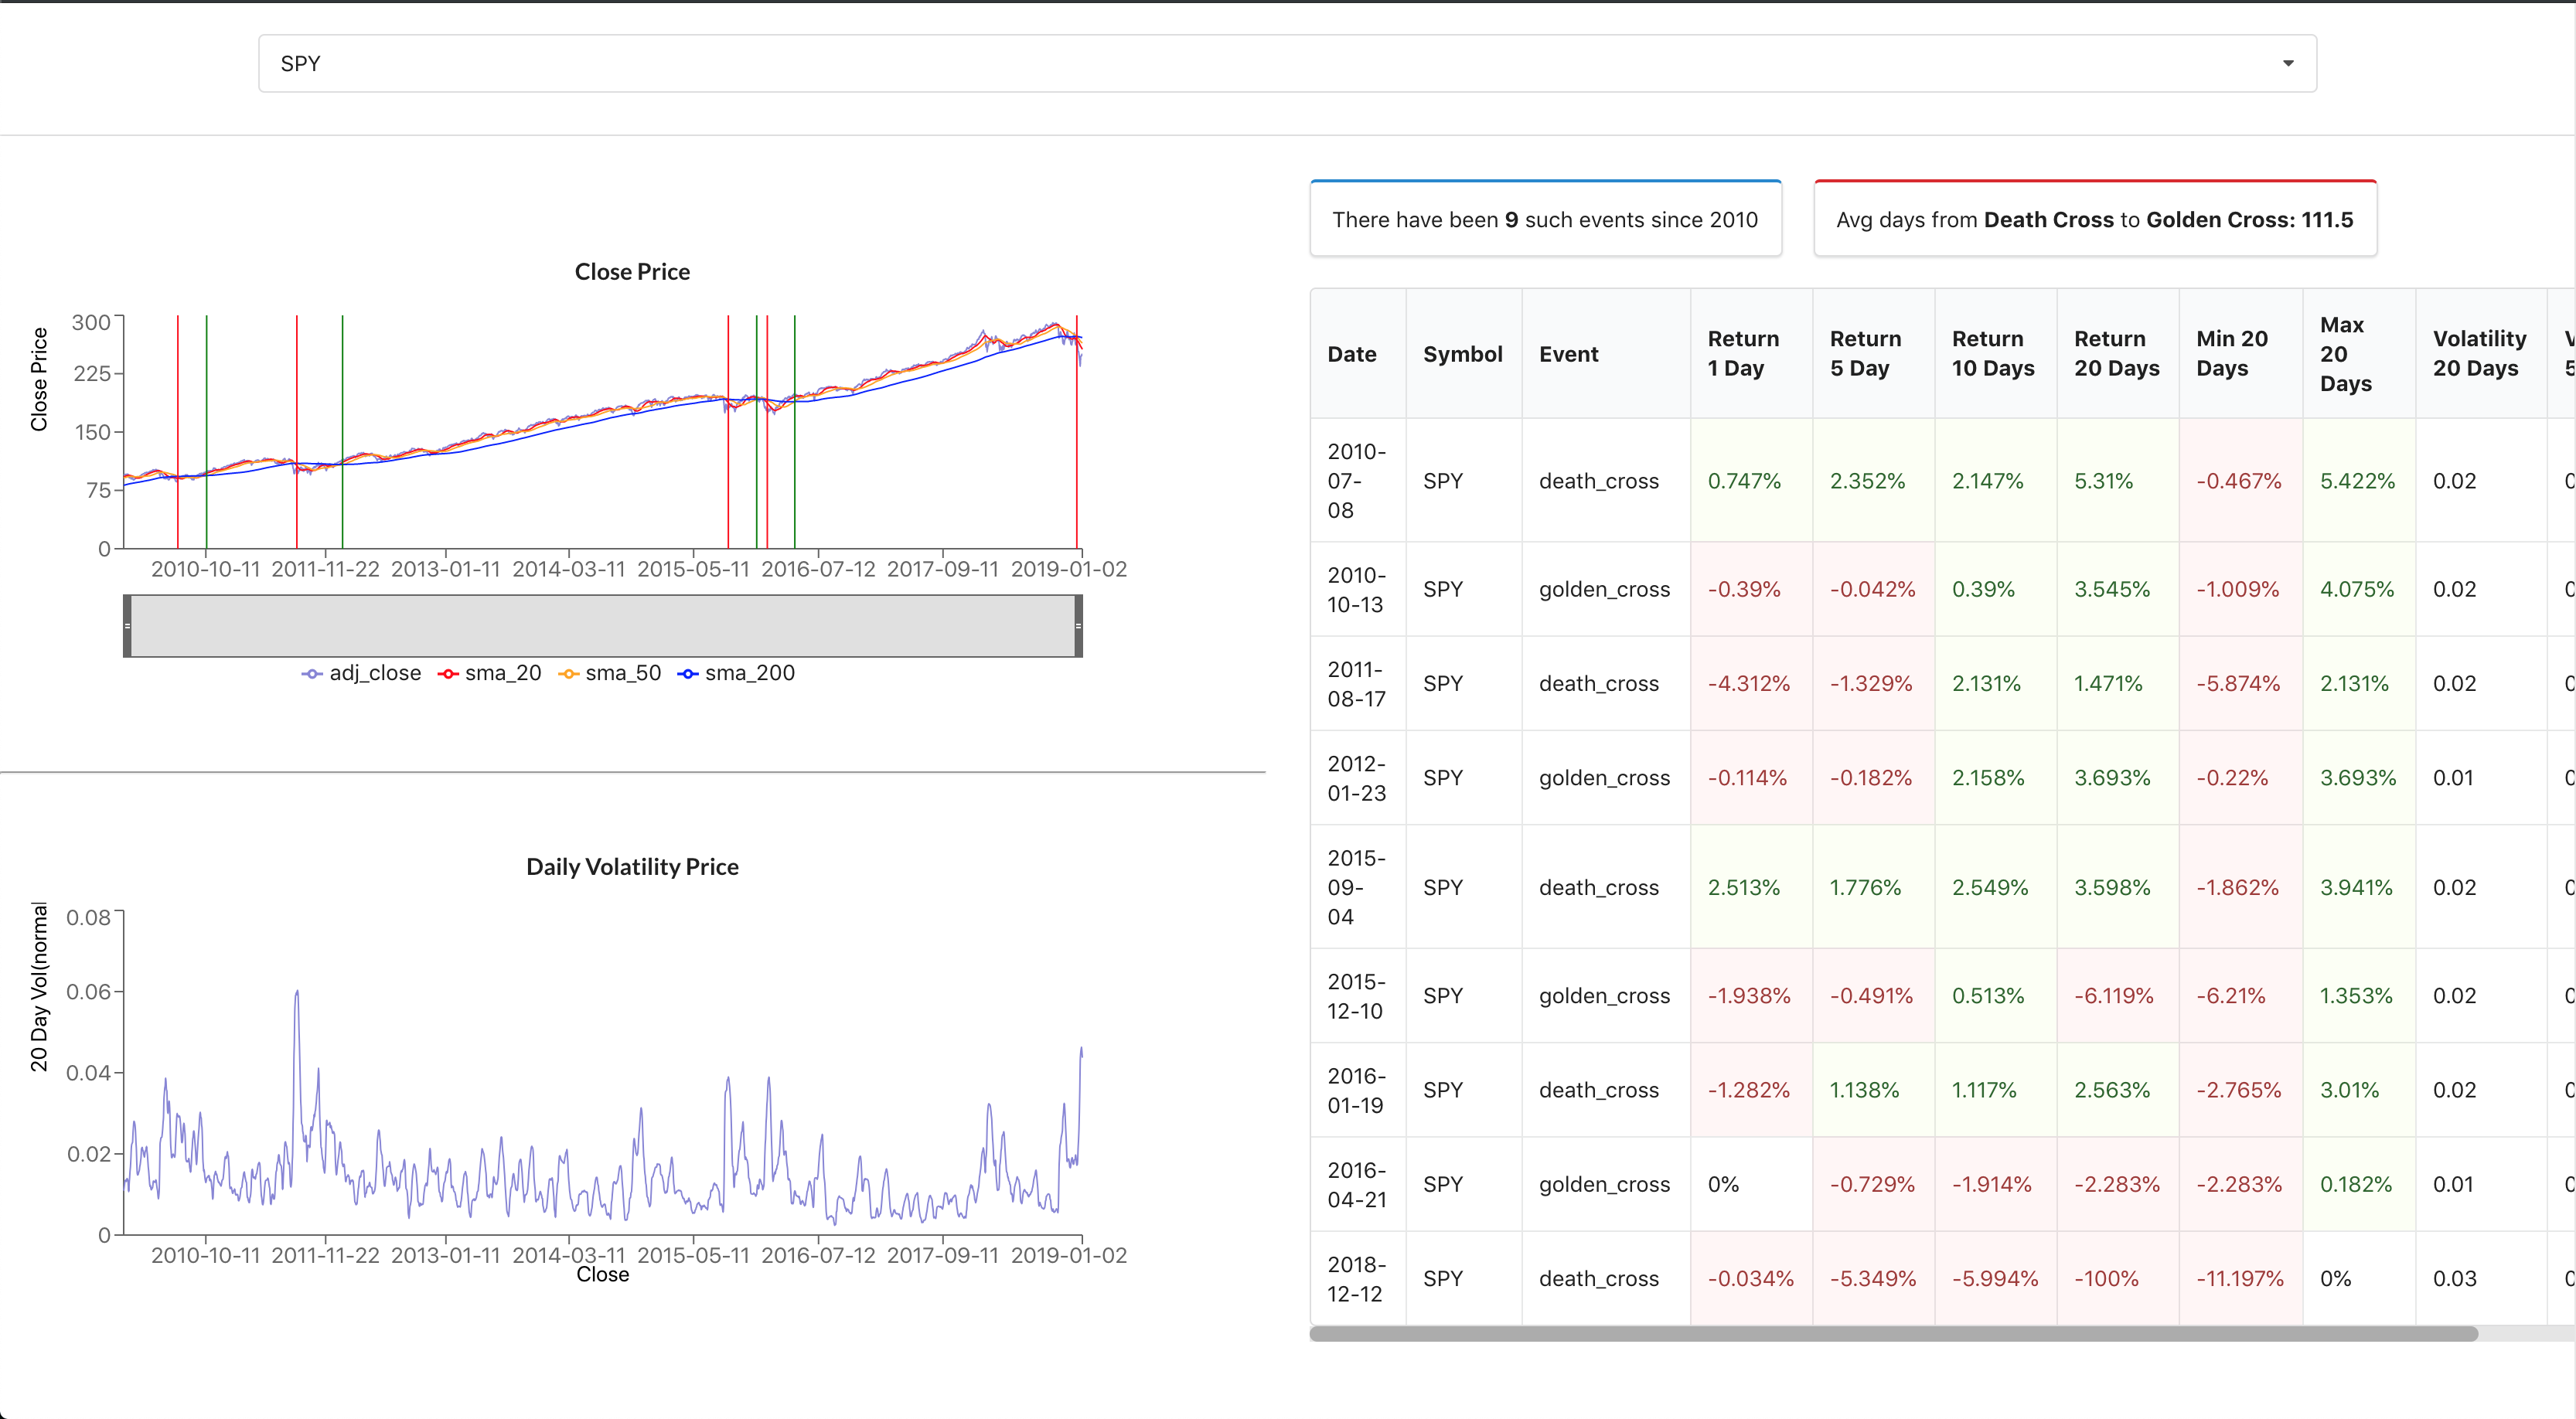 SPY
Close Price
Close Price
300
225
150
75
0
2010-10-11 2011-11-22 2013-01-11 2014-03-11 2015-05-11 2016-07-12 2017-09-11 2019-01-02
adj_close sma_20 sma_50 sma_200
Daily Volatility Price
20 Day Vol(normal
0.08
0.06
0.04
0.02
0
2010-10-11 2011-11-22 2013-01-11 2014-03-11 2015-05-11 2016-07-12 2017-09-11 2019-01-02
Close
There have been 9 such events since 2010
Avg days from Death Cross to Golden Cross: 111.5
Date Symbol Event Return 1 Day Return 5 Day Return 10 Days Return 20 Days Min 20 Days Max 20 Days Volatility 20 Days
2010-07-08 SPY death_cross 0.747% 2.352% 2.147% 5.31% -0.467% 5.422% 0.02
2010-10-13 SPY golden_cross -0.39% -0.042% 0.39% 3.545% -1.009% 4.075% 0.02
2011-08-17 SPY death_cross -4.312% -1.329% 2.131% 1.471% -5.874% 2.131% 0.02
2012-01-23 SPY golden_cross -0.114% -0.182% 2.158% 3.693% -0.22% 3.693% 0.01
2015-09-04 SPY death_cross 2.513% 1.776% 2.549% 3.598% -1.862% 3.941% 0.02
2015-12-10 SPY golden_cross -1.938% -0.491% 0.513% -6.119% -6.21% 1.353% 0.02
2016-01-19 SPY death_cross -1.282% 1.138% 1.117% 2.563% -2.765% 3.01% 0.02
2016-04-21 SPY golden_cross 0% -0.729% -1.914% -2.283% -2.283% 0.182% 0.01
2018-12-12 SPY death_cross -0.034% -5.349% -5.994% -100% -11.197% 0% 0.03